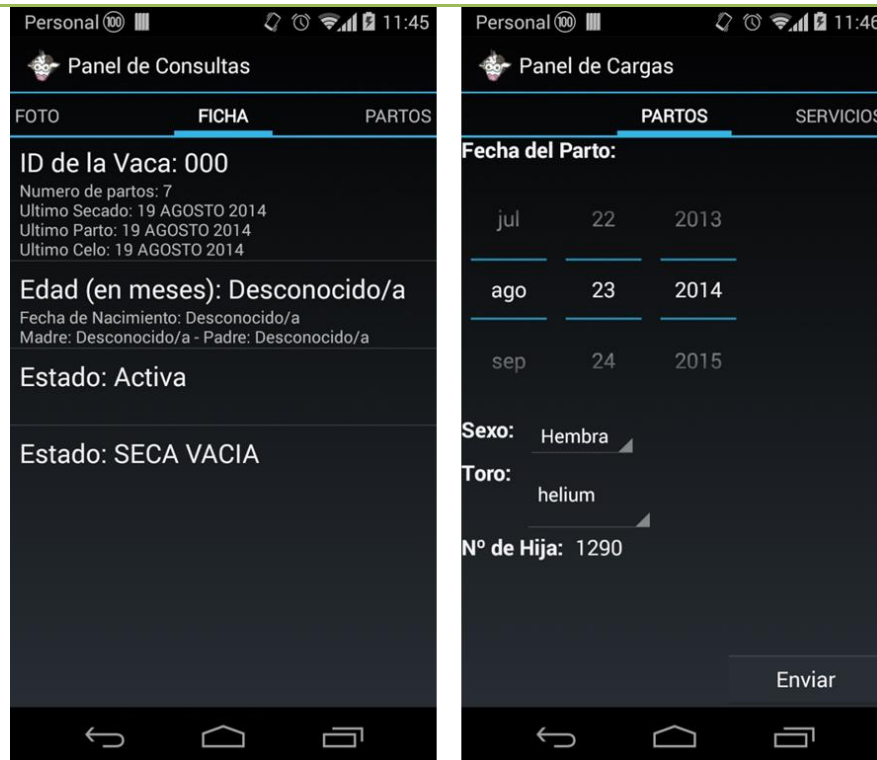 Personal 100 11:45
Panel de Consultas
FOTO FICHA PARTOS
ID de la Vaca: 000
Numero de partos: 7
Ultimo Secado: 19 AGOSTO 2014
Ultimo Parto: 19 AGOSTO 2014
Ultimo Celo: 19 AGOSTO 2014
Edad (en meses): Desconocido/a
Fecha de Nacimiento: Desconocido/a
Madre: Desconocido/a - Padre: Desconocido/a
Estado: Activa
Estado: SECA VACIA
Personal 100 11:46
Panel de Cargas
PARTOS SERVICIOS
Fecha del Parto:
jul 22 2013
ago 23 2014
sep 24 2015
Sexo: Hembra
Toro:
helium
Nº de Hija: 1290
Enviar